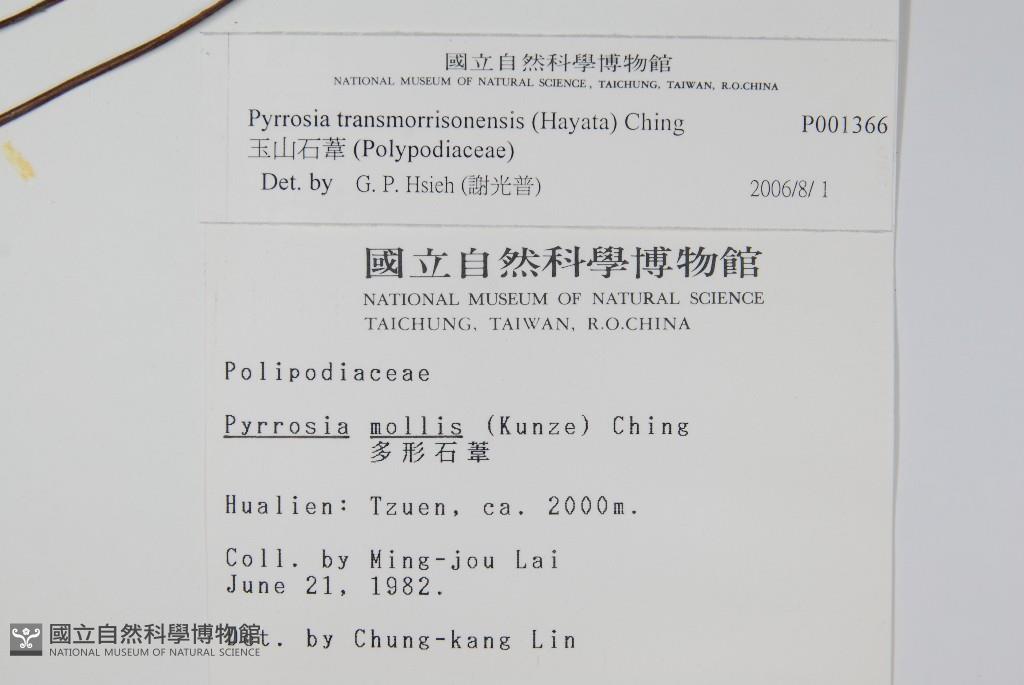 國立自然科學博物館
NATIONAL MUSEUM OF NATURAL SCIENCE, TAICHUNG, TAIWAN, R.O.CHINA
Pyrrosia transmorrisonensis (Hayata) Ching P001366
玉山石葦 (Polypodiaceae)
Det. by G. P. Hsieh (謝光普) 2006/8/ 1
國立自然科學博物館
NATIONAL MUSEUM OF NATURAL SCIENCE
TAICHUNG, TAIWAN, R.O.CHINA
Polipodiaceae
Pyrrosia mollis (Kunze) Ching
多形石葦
Hualien: Tzuen, ca. 2000m.
Coll. by Ming-jou Lai
June 21, 1982.
Det. by Chung-kang Lin
國立自然科學博物館
NATIONAL MUSEUM OF NATURAL SCIENCE